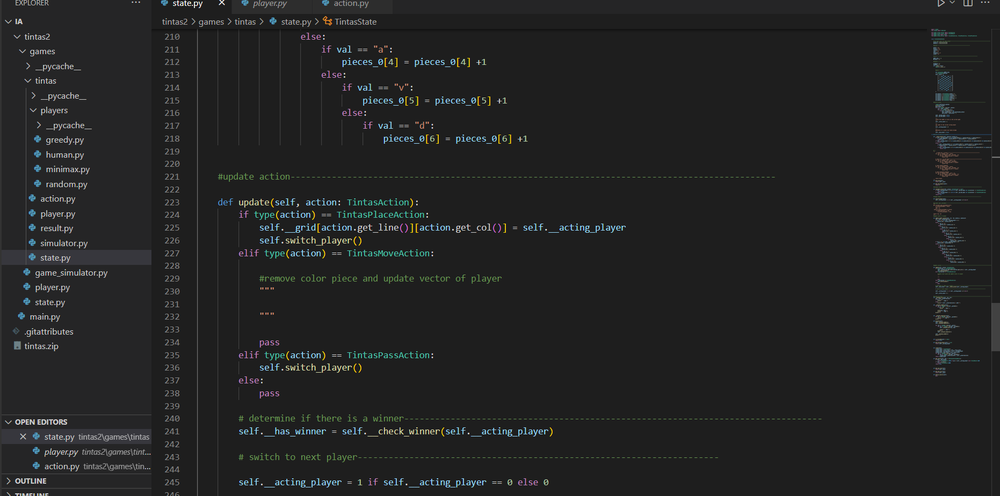 EXPLORER
···
IA
tintas2
games
__pycache__
tintas
__pycache__
players
__pycache__
greedy.py
human.py
minimax.py
random.py
action.py
player.py
result.py
simulator.py
state.py
game_simulator.py
player.py
state.py
main.py
.gitattributes
tintas.zip
OPEN EDITORS
state.py tintas2\games\tintas
player.py tintas2\games\tint...
action.py tintas2\games\tin...
OUTLINE
TIMELINE
state.py
player.py
action.py
tintas2 > games > tintas > state.py > TintasState
210 else:
211 if val == "a":
212 pieces_0[4] = pieces_0[4] +1
213 else:
214 if val == "v":
215 pieces_0[5] = pieces_0[5] +1
216 else:
217 if val == "d":
218 pieces_0[6] = pieces_0[6] +1
219
220
221 #update action----------------------------------------------------------------------------------------------
222
223 def update(self, action: TintasAction):
224 if type(action) == TintasPlaceAction:
225 self.__grid[action.get_line()][action.get_col()] = self.__acting_player
226 self.switch_player()
227 elif type(action) == TintasMoveAction:
228
229 #remove color piece and update vector of player
230 """
231
232 """
233
234 pass
235 elif type(action) == TintasPassAction:
236 self.switch_player()
237 else:
238 pass
239
240 # determine if there is a winner---------------------------------------------------------------------------------
241 self.__has_winner = self.__check_winner(self.__acting_player)
242
243 # switch to next player----------------------------------------------------------------------
244
245 self.__acting_player = 1 if self.__acting_player == 0 else 0
246